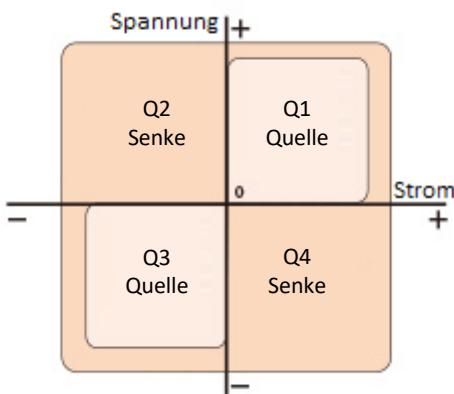 Spannung +
Q2
Senke
Q1
Quelle
0
Strom
–
+
Q3
Quelle
Q4
Senke
–